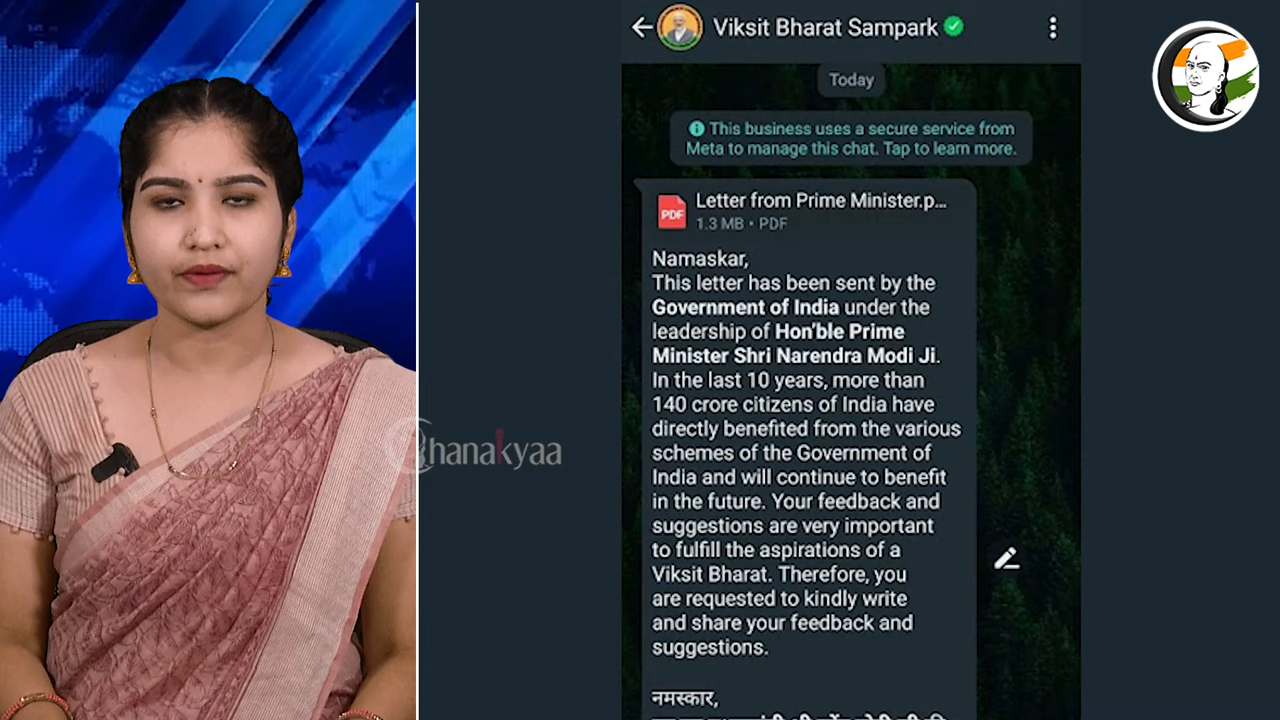 Viksit Bharat Sampark
Today
This business uses a secure service from
Meta to manage this chat. Tap to learn more.
PDF
Letter from Prime Minister.p...
1.3 MB • PDF
Namaskar,
This letter has been sent by the
Government of India under the
leadership of Hon'ble Prime
Minister Shri Narendra Modi Ji.
In the last 10 years, more than
140 crore citizens of India have
directly benefited from the various
schemes of the Government of
India and will continue to benefit
in the future. Your feedback and
suggestions are very important
to fulfill the aspirations of a
Viksit Bharat. Therefore, you
are requested to kindly write
and share your feedback and
suggestions.
नमस्कार,
Chanakyaa